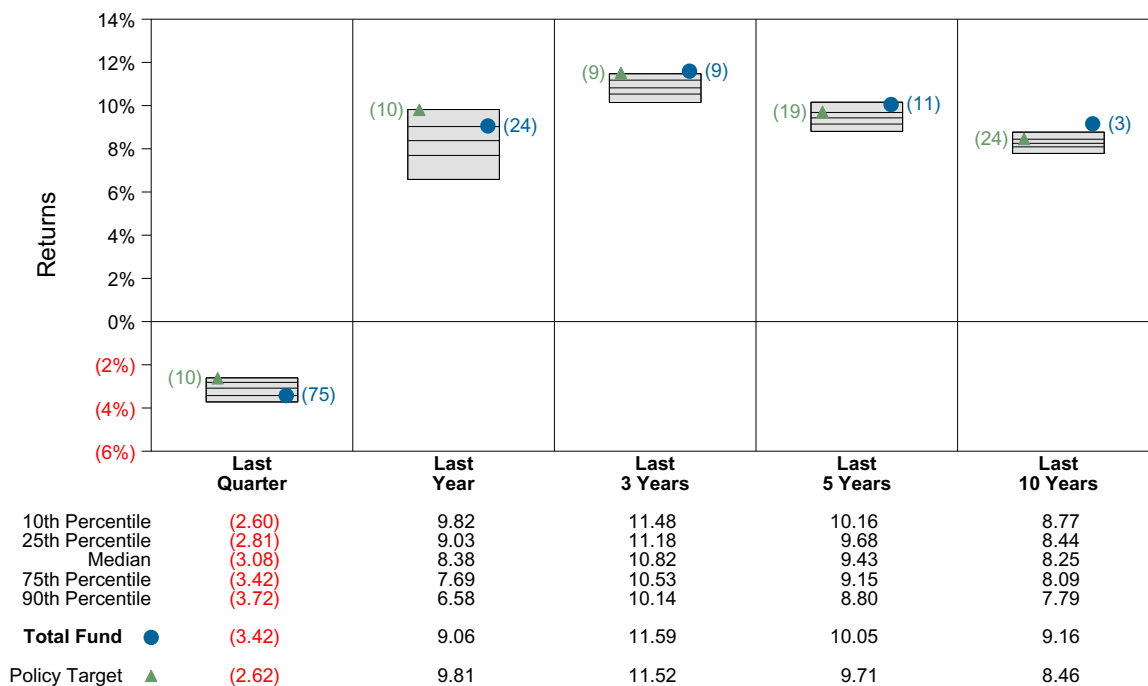 14%
12%
10%
8%
6%
4%
2%
0%
(2%)
(4%)
(6%)
Returns
(10)
(75)
(10)
(24)
(9)
(9)
(19)
(11)
(24)
(3)
Last
Quarter
Last
Year
Last
3 Years
Last
5 Years
Last
10 Years
10th Percentile (2.60) 9.82 11.48 10.16 8.77
25th Percentile (2.81) 9.03 11.18 9.68 8.44
Median (3.08) 8.38 10.82 9.43 8.25
75th Percentile (3.42) 7.69 10.53 9.15 8.09
90th Percentile (3.72) 6.58 10.14 8.80 7.79
Total Fund (3.42) 9.06 11.59 10.05 9.16
Policy Target (2.62) 9.81 11.52 9.71 8.46